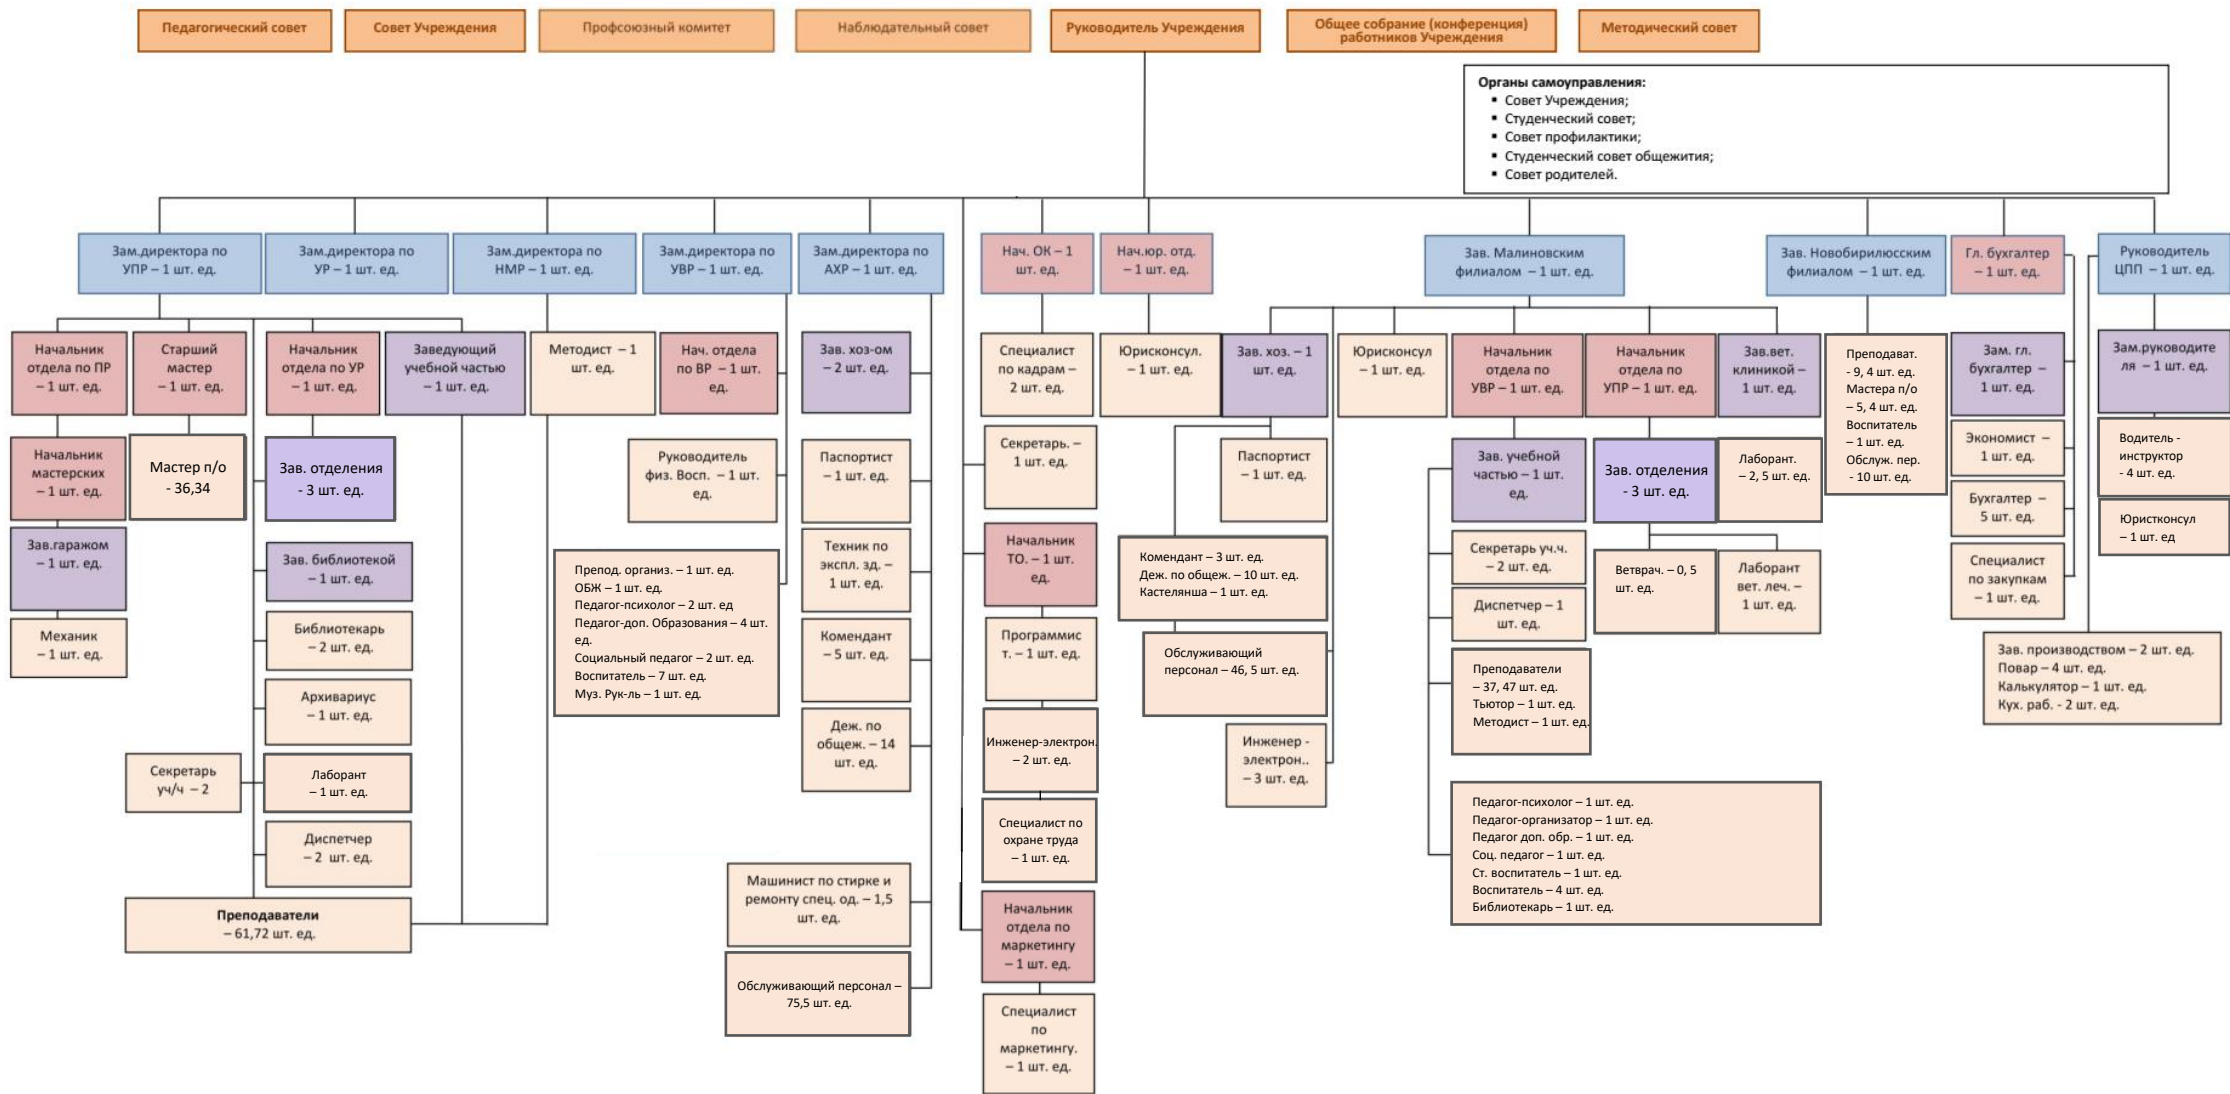 Педагогический совет
Совет Учреждения
Профсоюзный комитет
Наблюдательный совет
Руководитель Учреждения
Общее собрание (конференция)
работников Учреждения
Методический совет
Органы самоуправления:
▪ Совет Учреждения;
▪ Студенческий совет;
▪ Совет профилактики;
▪ Студенческий совет общежития;
▪ Совет родителей.
Зам.директора по
УПР – 1 шт. ед.
Зам.директора по
УР – 1 шт. ед.
Зам.директора по
НМР – 1 шт. ед.
Зам.директора по
УВР – 1 шт. ед.
Зам.директора по
АХР – 1 шт. ед.
Нач. ОК – 1
шт. ед.
Нач.юр. отд.
– 1 шт. ед.
Зав. Малиновским
филиалом – 1 шт. ед.
Зав. Новобирилюсским
филиалом – 1 шт. ед.
Гл. бухгалтер
– 1 шт. ед.
Руководитель
ЦПП – 1 шт. ед.
Начальник
отдела по ПР
– 1 шт. ед.
Старший
мастер
– 1 шт. ед.
Начальник
отдела по УР
– 1 шт. ед.
Заведующий
учебной частью
– 1 шт. ед.
Методист – 1
шт. ед.
Нач. отдела
по ВР – 1 шт.
ед.
Зав. хоз-ом
– 2 шт. ед.
Специалист
по кадрам –
2 шт. ед.
Юрисконсул.
– 1 шт. ед.
Зав. хоз. – 1
шт. ед.
Юрисконсул
– 1 шт. ед.
Начальник
отдела по
УВР – 1 шт. ед.
Начальник
отдела по
УПР – 1 шт. ед.
Зав.вет.
клиникой –
1 шт. ед.
Преподават.
- 9, 4 шт. ед.
Мастера п/о
– 5, 4 шт. ед.
Воспитатель
– 1 шт. ед.
Обслуж. пер.
- 10 шт. ед.
Зам. гл.
бухгалтер –
1 шт. ед.
Зам.руководите
ля – 1 шт. ед.
Начальник
мастерских
– 1 шт. ед.
Мастер п/о
- 36,34
Зав. отделения
- 3 шт. ед.
Руководитель
физ. Восп. – 1 шт.
ед.
Паспортист
– 1 шт. ед.
Секретарь. –
1 шт. ед.
Паспортист
– 1 шт. ед.
Зав. учебной
частью – 1 шт.
ед.
Зав. отделения
- 3 шт. ед.
Лаборант.
– 2, 5 шт. ед.
Экономист –
1 шт. ед.
Водитель -
инструктор
- 4 шт. ед.
Зав.гаражом
– 1 шт. ед.
Зав. библиотекой
– 1 шт. ед.
Препод. организ. – 1 шт. ед.
ОБЖ – 1 шт. ед.
Педагог-психолог – 2 шт. ед
Педагог-доп. Образования – 4 шт.
ед.
Социальный педагог – 2 шт. ед.
Воспитатель – 7 шт. ед.
Муз. Рук-ль – 1 шт. ед.
Техник по
экспл. зд. –
1 шт. ед.
Начальник
ТО. – 1 шт.
ед.
Комендант – 3 шт. ед.
Деж. по общеж. – 10 шт. ед.
Кастелянша – 1 шт. ед.
Секретарь уч.ч.
– 2 шт. ед.
Ветврач. – 0, 5
шт. ед.
Лаборант
вет. леч. –
1 шт. ед.
Бухгалтер –
5 шт. ед.
Юристконсул
– 1 шт. ед
Специалист
по закупкам
– 1 шт. ед.
Механик
– 1 шт. ед.
Библиотекарь
– 2 шт. ед.
Комендант
– 5 шт. ед.
Программис
т. – 1 шт. ед.
Обслуживающий
персонал – 46, 5 шт. ед.
Диспетчер – 1
шт. ед.
Преподаватели
– 37, 47 шт. ед.
Тьютор – 1 шт. ед.
Методист – 1 шт. ед.
Зав. производством – 2 шт. ед.
Повар – 4 шт. ед.
Калькулятор – 1 шт. ед.
Кух. раб. - 2 шт. ед.
Архивариус
– 1 шт. ед.
Деж. по
общеж. – 14
шт. ед.
Инженер-электрон.
– 2 шт. ед.
Инженер -
электрон..
– 3 шт. ед.
Секретарь
уч/ч – 2
Лаборант
– 1 шт. ед.
Диспетчер
– 2 шт. ед.
Специалист по
охране труда
– 1 шт. ед.
Педагог-психолог – 1 шт. ед.
Педагог-организатор – 1 шт. ед.
Педагог доп. обр. – 1 шт. ед.
Соц. педагог – 1 шт. ед.
Ст. воспитатель – 1 шт. ед.
Воспитатель – 4 шт. ед.
Библиотекарь – 1 шт. ед.
Преподаватели
– 61,72 шт. ед.
Машинист по стирке и
ремонту спец. од. – 1,5
шт. ед.
Начальник
отдела по
маркетингу
– 1 шт. ед.
Обслуживающий персонал –
75,5 шт. ед.
Специалист
по
маркетингу.
– 1 шт. ед.